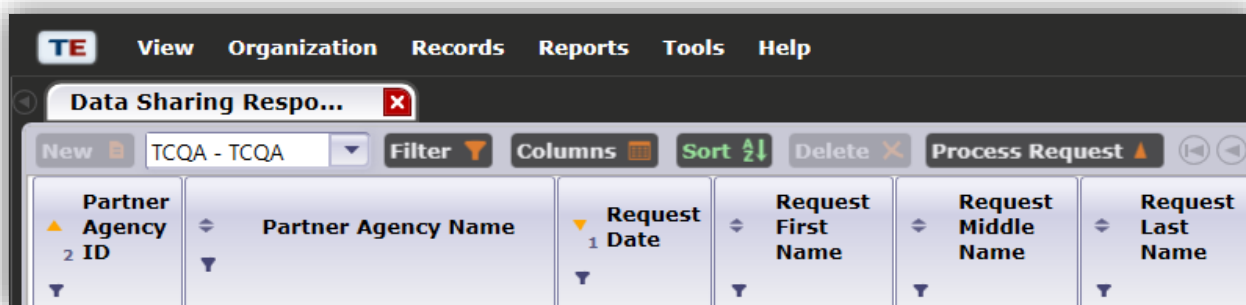 TE View Organization Records Reports Tools Help
Data Sharing Respo...
New TCQA - TCQA Filter Columns Sort AZ Delete Process Request
Partner
Agency
2 ID
Partner Agency Name
Request
1 Date
Request
First
Name
Request
Middle
Name
Request
Last
Name